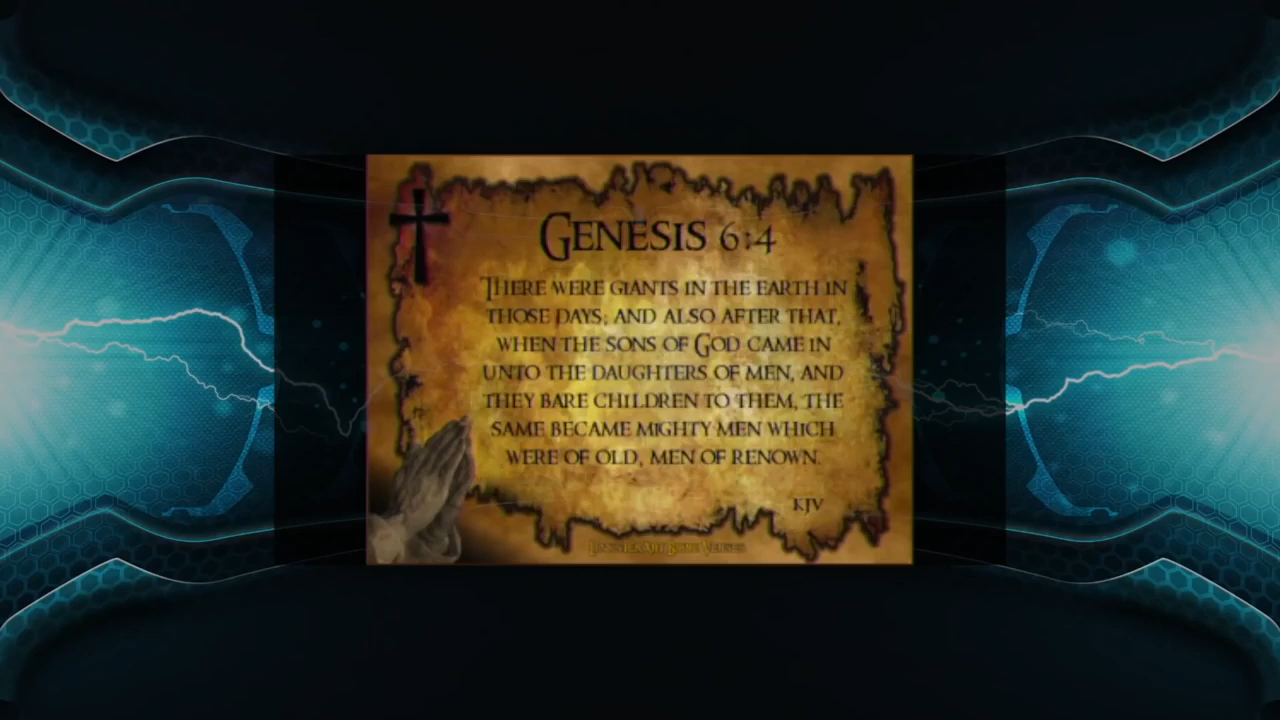 GENESIS 6:4
THERE WERE GIANTS IN THE EARTH IN
THOSE DAYS; AND ALSO AFTER THAT,
WHEN THE SONS OF GOD CAME IN
UNTO THE DAUGHTERS OF MEN, AND
THEY BARE CHILDREN TO THEM, THE
SAME BECAME MIGHTY MEN WHICH
WERE OF OLD, MEN OF RENOWN.
KJV
VERSES